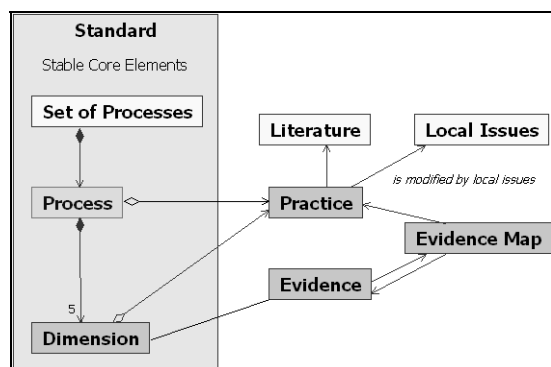 Standard
Stable Core Elements
Set of Processes
Literature
Local Issues
is modified by local issues
Process
Practice
Evidence Map
Evidence
5
Dimension